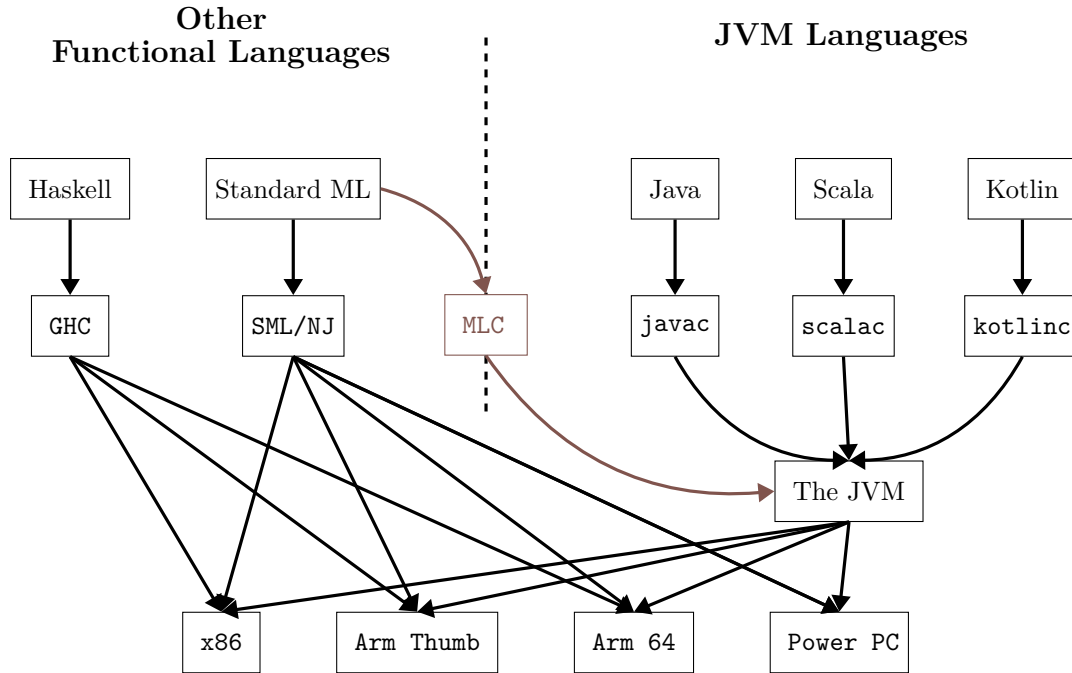 Other
Functional Languages
JVM Languages
Haskell
Standard ML
Java
Scala
Kotlin
GHC
SML/NJ
MLC
javac
scalac
kotlinc
The JVM
x86
Arm Thumb
Arm 64
Power PC